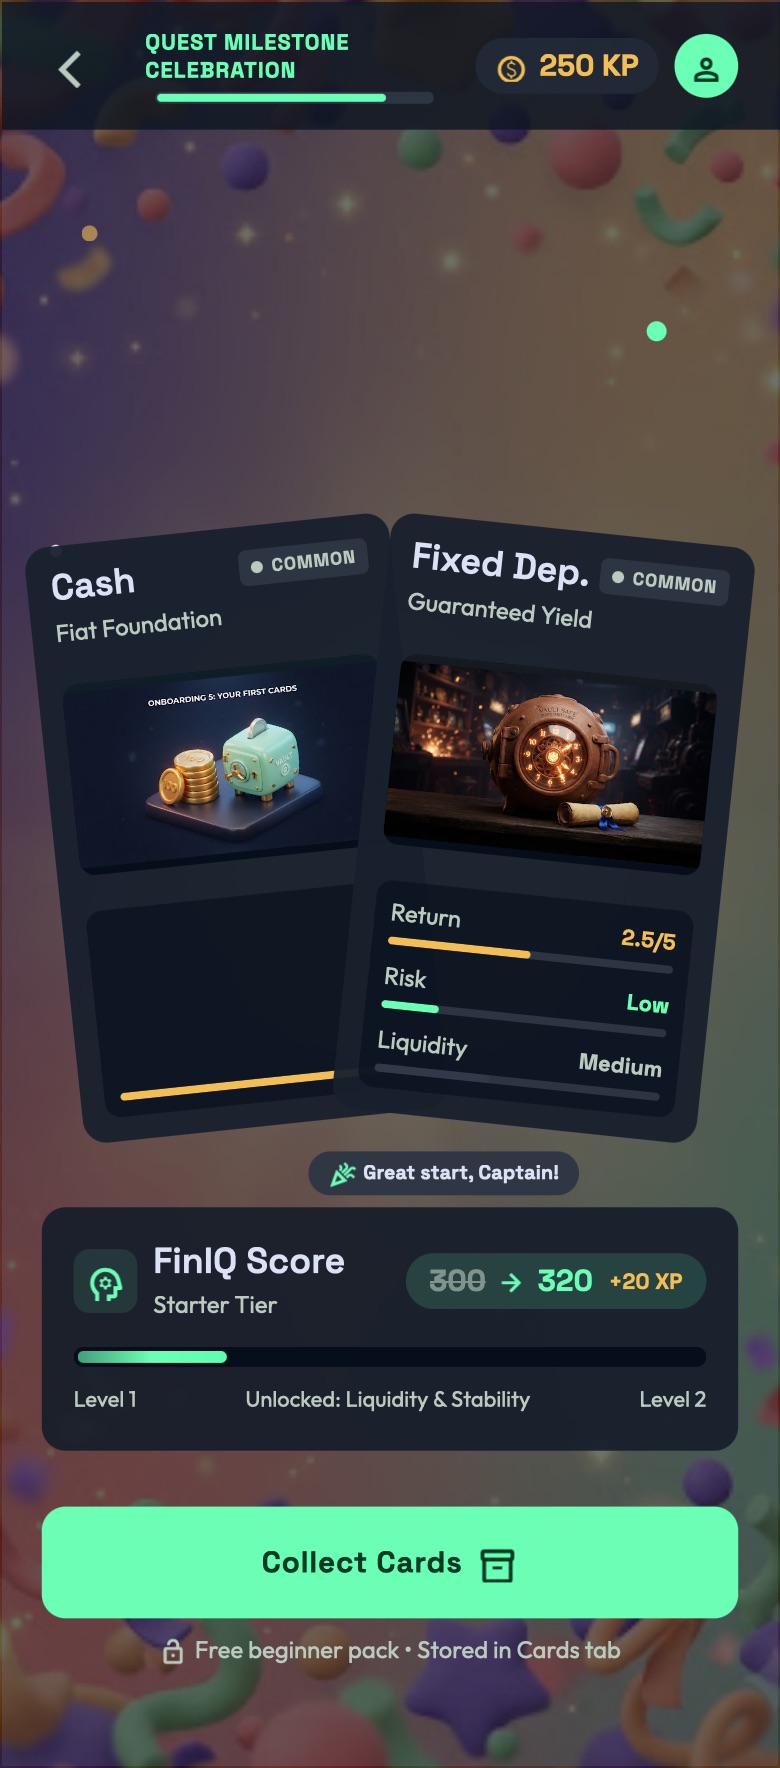 QUEST MILESTONE
CELEBRATION
250 KP
Cash
COMMON
Fiat Foundation
ONBOARDING 5: YOUR FIRST CARDS
Fixed Dep.
COMMON
Guaranteed Yield
VAULT SAFE
Return
2.5/5
Risk
Low
Liquidity
Medium
Great start, Captain!
FinIQ Score
Starter Tier
300 → 320 +20 XP
Level 1
Unlocked: Liquidity & Stability
Level 2
Collect Cards
Free beginner pack • Stored in Cards tab